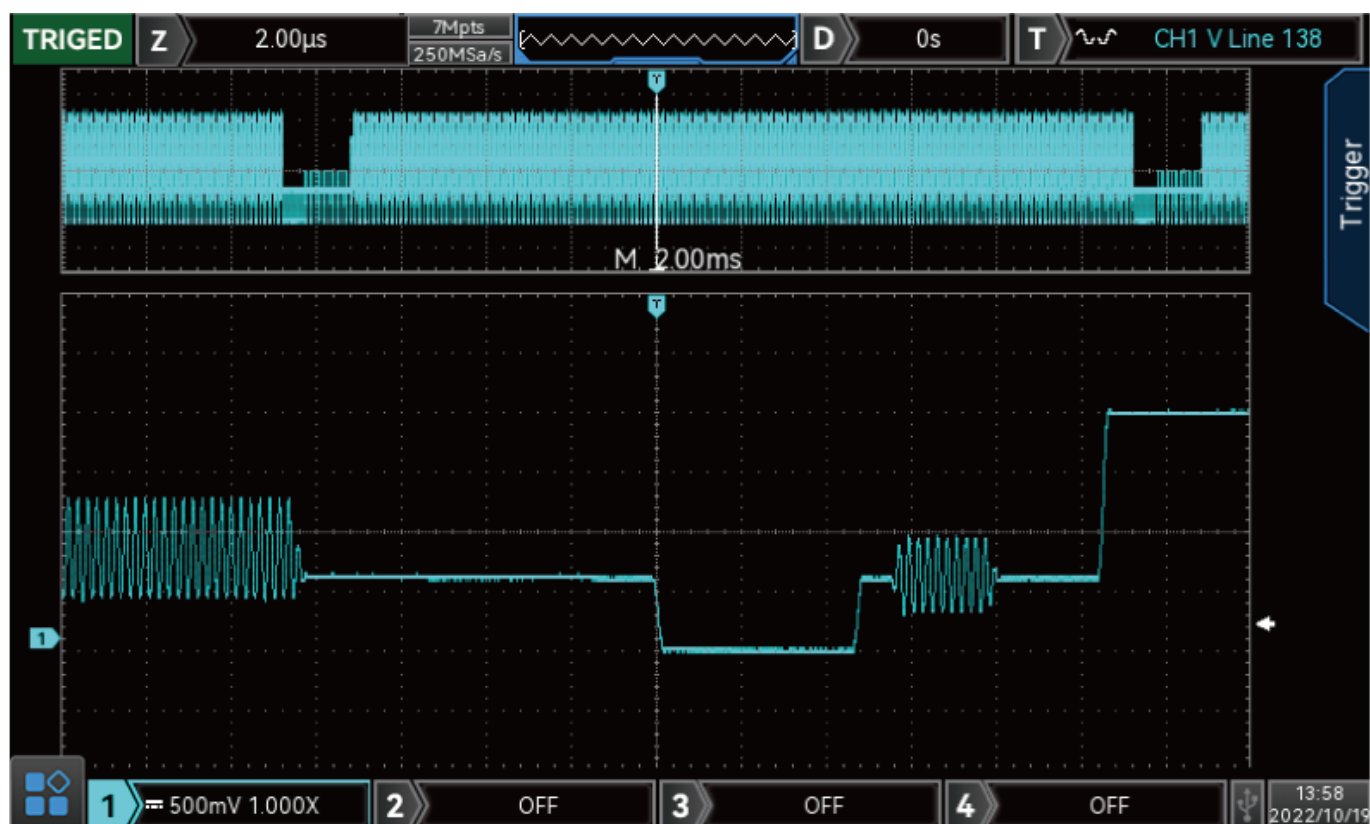 TRIGED Z 2.00µs 7Mpts D 0s T CH1 V Line 138
250MSa/s
T
Trigger
M 2.00ms
T
1
1 500mV 1.000X 2 OFF 3 OFF 4 OFF 13:58
2022/10/19